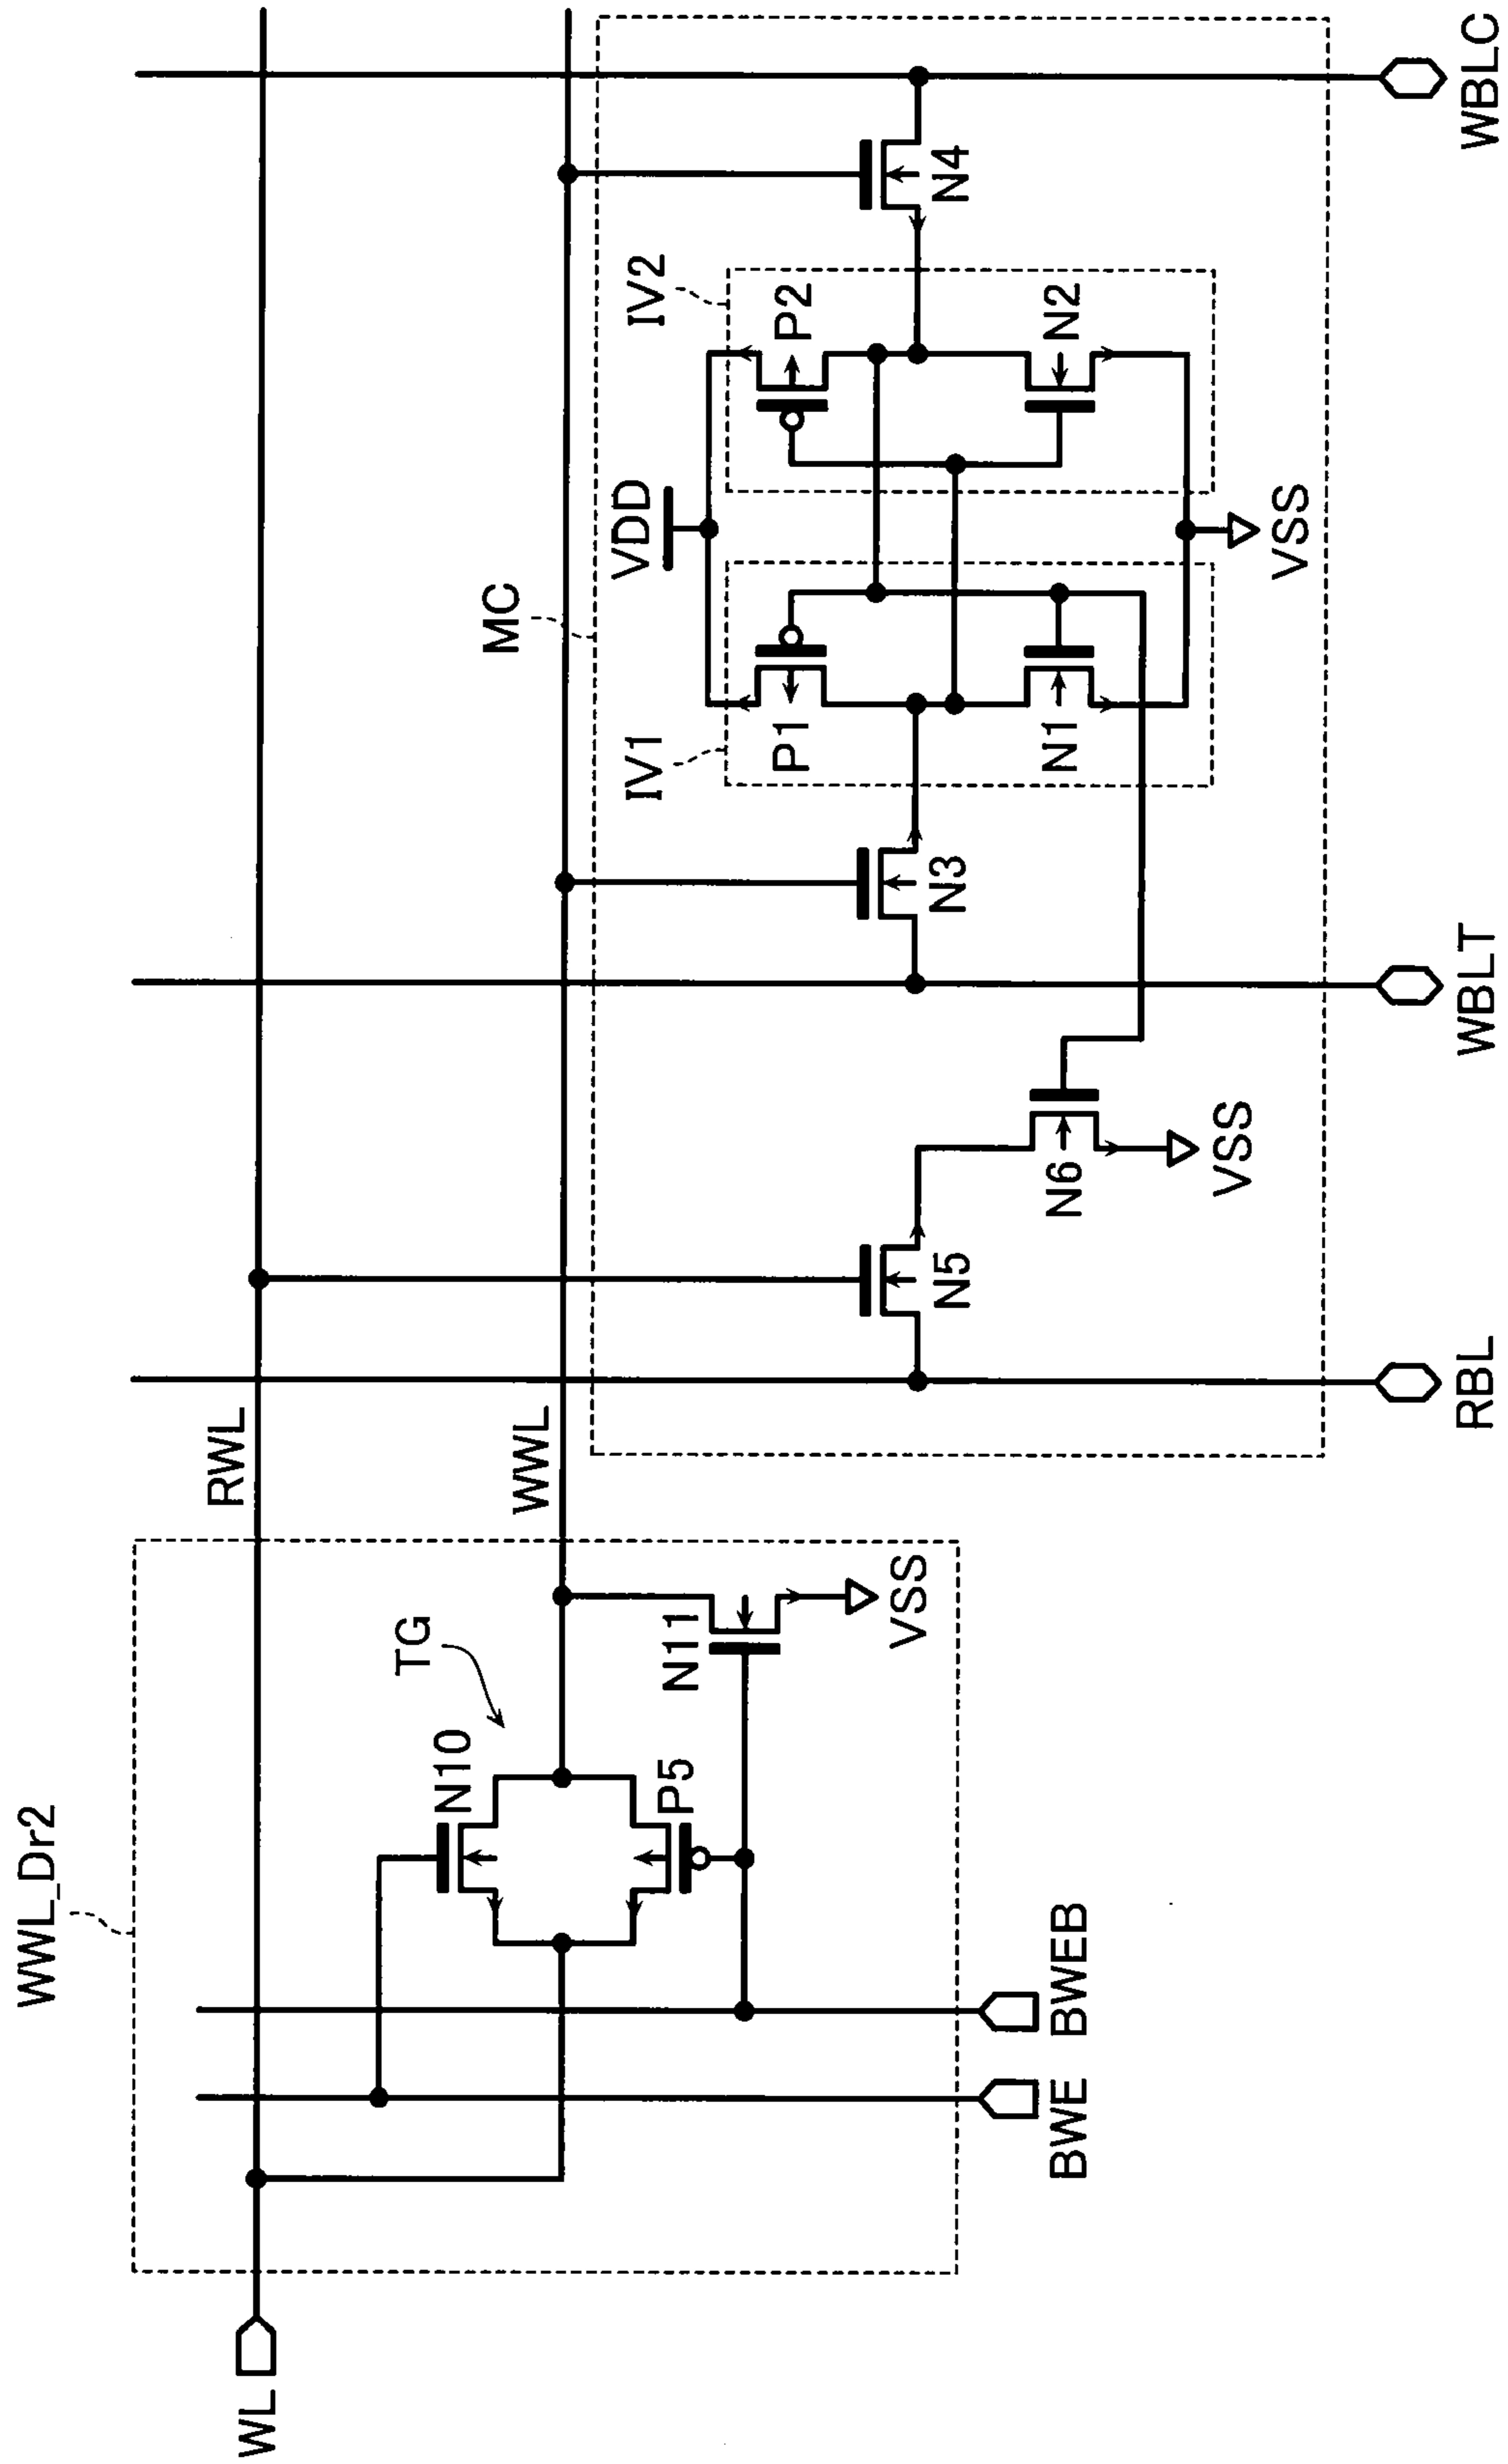 WWL_Dr2
RWL
TG
WWL
MC
N10
IV1
IV2
VDD
P5
N11
P1
P2
VSS
N5
N3
N4
WL
BWE
BWEB
N6
N1
N2
VSS
VSS
RBL
WBLT
WBLC